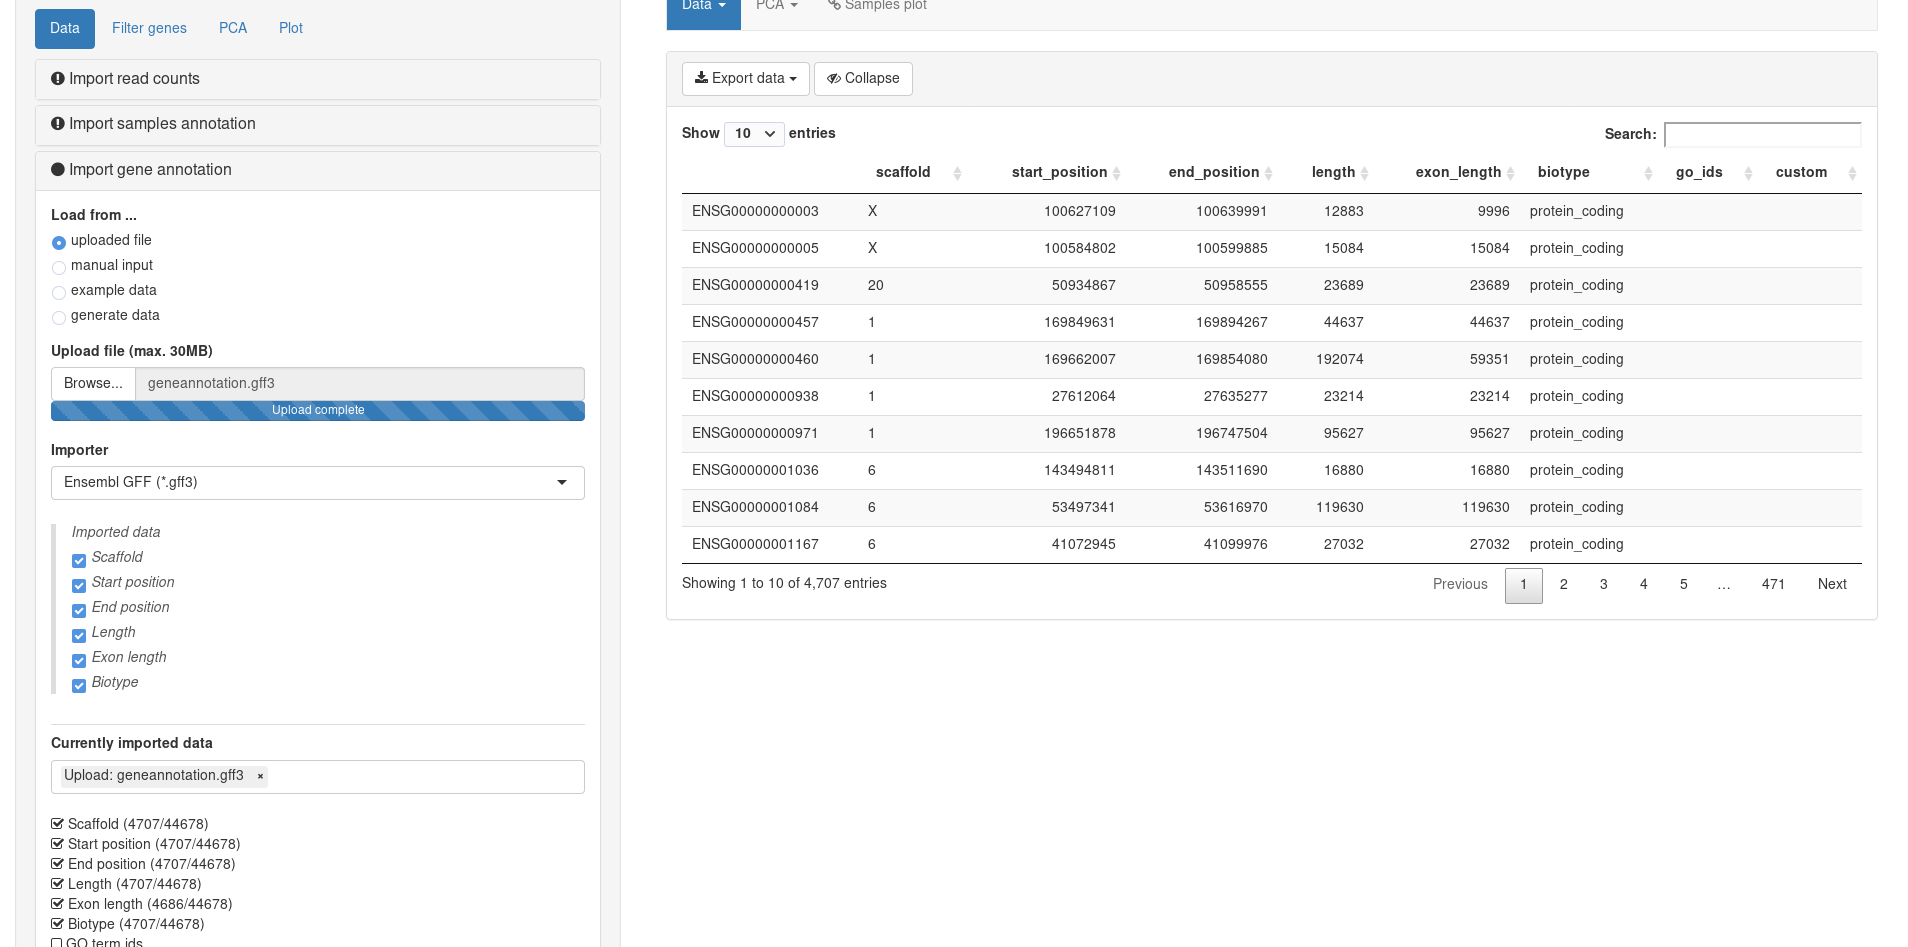 Data Filter genes PCA Plot
Import read counts
Import samples annotation
Import gene annotation
Load from ...
uploaded file
manual input
example data
generate data
Upload file (max. 30MB)
Browse... geneannotation.gff3
Upload complete
Importer
Ensembl GFF (*.gff3)
Imported data
Scaffold
Start position
End position
Length
Exon length
Biotype
Currently imported data
Upload: geneannotation.gff3 ×
Scaffold (4707/44678)
Start position (4707/44678)
End position (4707/44678)
Length (4707/44678)
Exon length (4686/44678)
Biotype (4707/44678)
GO term ids
Data PCA Samples plot
Export data Collapse
Show 10 entries Search:
scaffold start_position end_position length exon_length biotype go_ids custom
ENSG00000000003 X 100627109 100639991 12883 9996 protein_coding
ENSG00000000005 X 100584802 100599885 15084 15084 protein_coding
ENSG00000000419 20 50934867 50958555 23689 23689 protein_coding
ENSG00000000457 1 169849631 169894267 44637 44637 protein_coding
ENSG00000000460 1 169662007 169854080 192074 59351 protein_coding
ENSG00000000938 1 27612064 27635277 23214 23214 protein_coding
ENSG00000000971 1 196651878 196747504 95627 95627 protein_coding
ENSG00000001036 6 143494811 143511690 16880 16880 protein_coding
ENSG00000001084 6 53497341 53616970 119630 119630 protein_coding
ENSG00000001167 6 41072945 41099976 27032 27032 protein_coding
Showing 1 to 10 of 4,707 entries Previous 1 2 3 4 5 … 471 Next